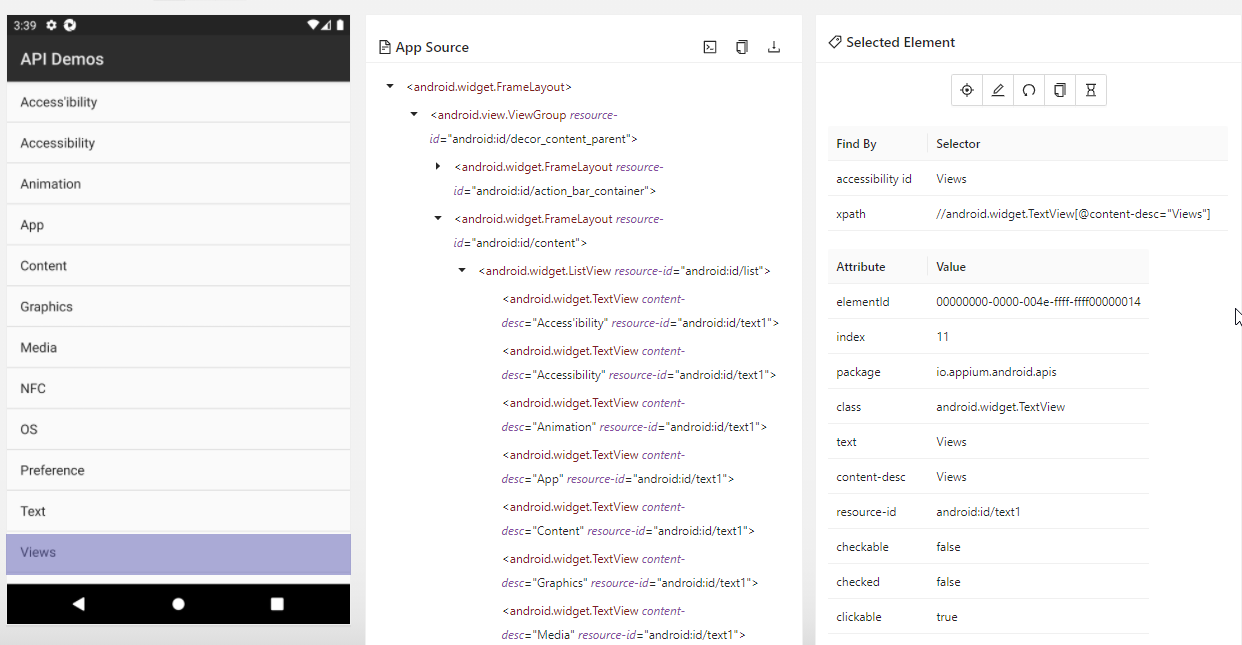 3:39
API Demos
Access'ibility
Accessibility
Animation
App
Content
Graphics
Media
NFC
OS
Preference
Text
Views
App Source
<android.widget.FrameLayout>
<android.view.ViewGroup resource-
id="android:id/decor_content_parent">
<android.widget.FrameLayout resource-
id="android:id/action_bar_container">
<android.widget.FrameLayout resource-
id="android:id/content">
<android.widget.ListView resource-id="android:id/list">
<android.widget.TextView content-
desc="Access'ibility" resource-id="android:id/text1">
<android.widget.TextView content-
desc="Accessibility" resource-id="android:id/text1">
<android.widget.TextView content-
desc="Animation" resource-id="android:id/text1">
<android.widget.TextView content-
desc="App" resource-id="android:id/text1">
<android.widget.TextView content-
desc="Content" resource-id="android:id/text1">
<android.widget.TextView content-
desc="Graphics" resource-id="android:id/text1">
<android.widget.TextView content-
desc="Media" resource-id="android:id/text1">
Selected Element
Find By Selector
accessibility id Views
xpath //android.widget.TextView[@content-desc="Views"]
Attribute Value
elementId 00000000-0000-004e-ffff-ffff00000014
index 11
package io.appium.android.apis
class android.widget.TextView
text Views
content-desc Views
resource-id android:id/text1
checkable false
checked false
clickable true